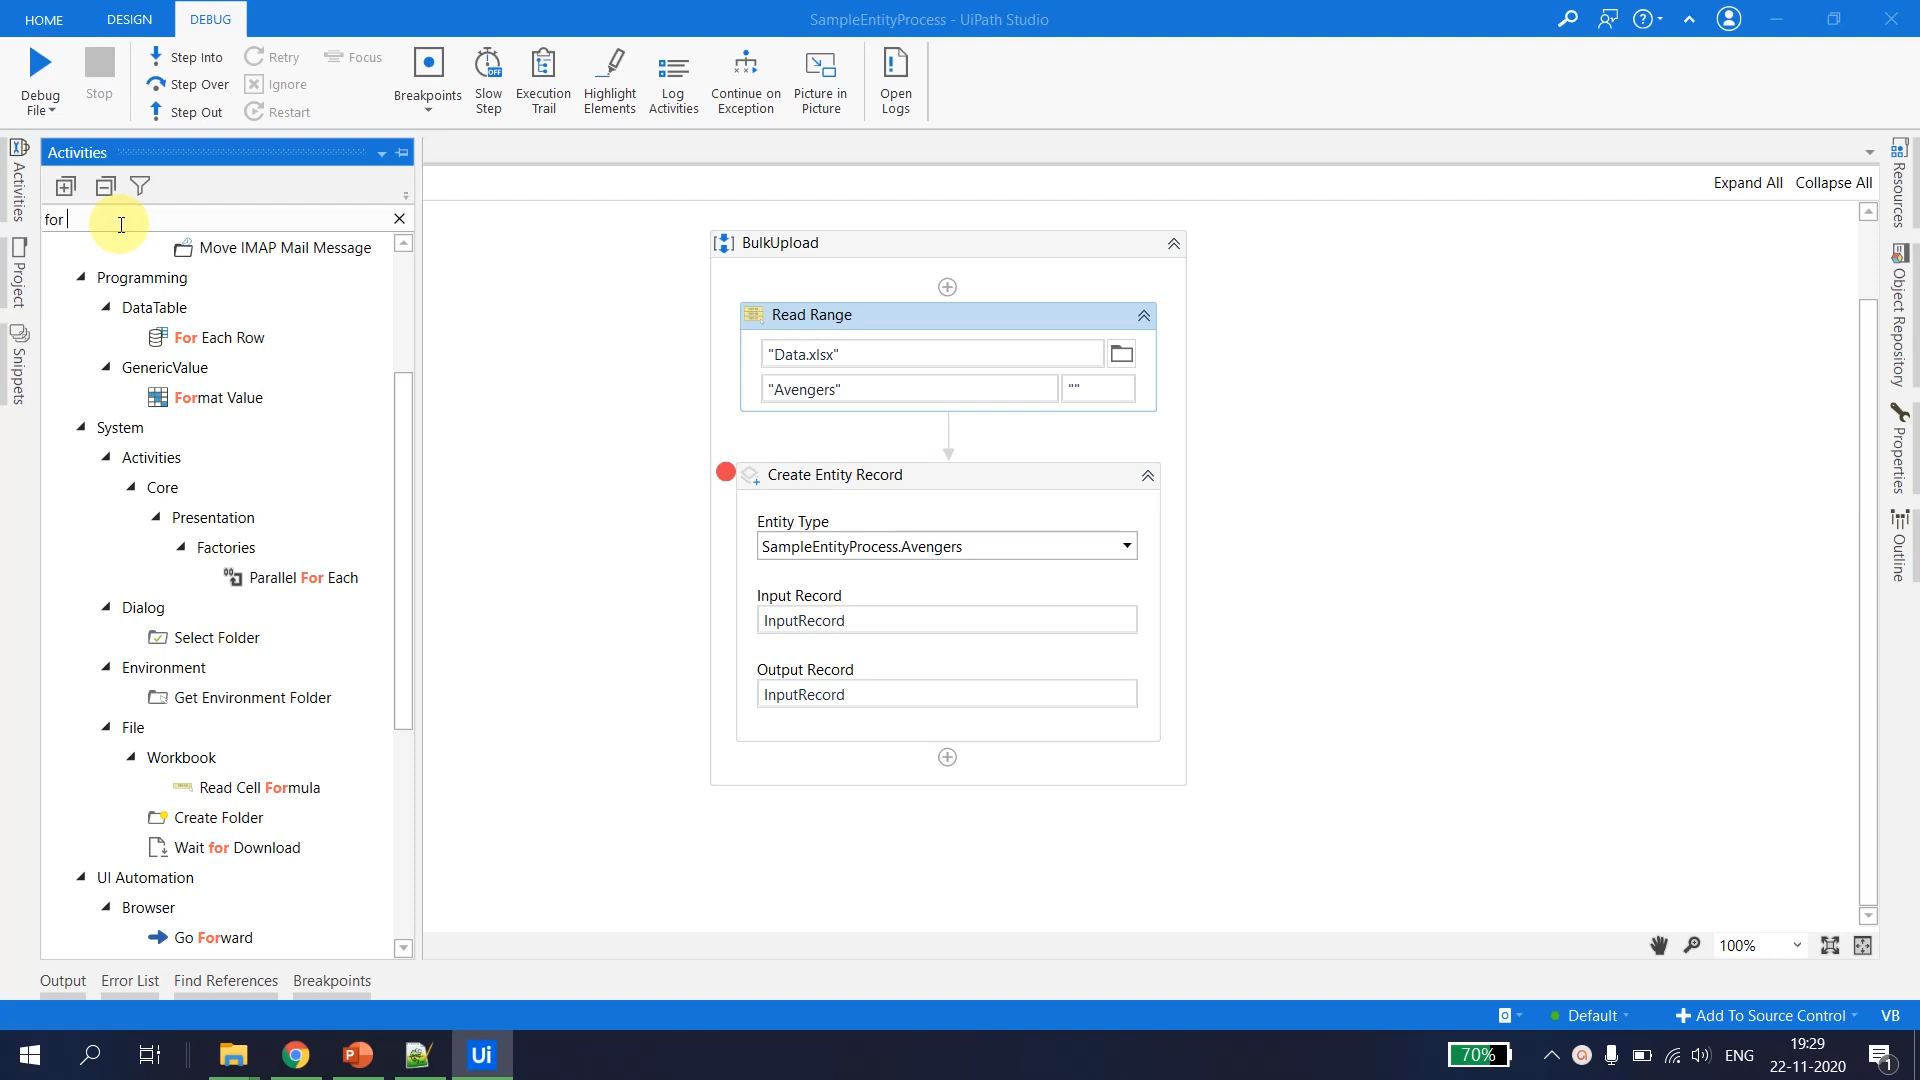 HOME
DESIGN
DEBUG
SampleEntityProcess - UiPath Studio
Debug File
Stop
Step Into
Step Over
Step Out
Retry
Ignore
Restart
Focus
Breakpoints
Slow Step
OFF
Execution Trail
Highlight Elements
Log Activities
Continue on Exception
Picture in Picture
Open Logs
Activities
Project
Snippets
Activities
for
Move IMAP Mail Message
Programming
DataTable
For Each Row
GenericValue
Format Value
System
Activities
Core
Presentation
Factories
Parallel For Each
Dialog
Select Folder
Environment
Get Environment Folder
File
Workbook
Read Cell Formula
Create Folder
Wait for Download
UI Automation
Browser
Go Forward
Expand All
Collapse All
BulkUpload
Read Range
"Data.xlsx"
"Avengers"
""
Create Entity Record
Entity Type
SampleEntityProcess.Avengers
Input Record
InputRecord
Output Record
InputRecord
Resources
Object Repository
Properties
Outline
100%
Output
Error List
Find References
Breakpoints
Default
Add To Source Control
VB
Ui
70%
ENG
19:29
22-11-2020
1